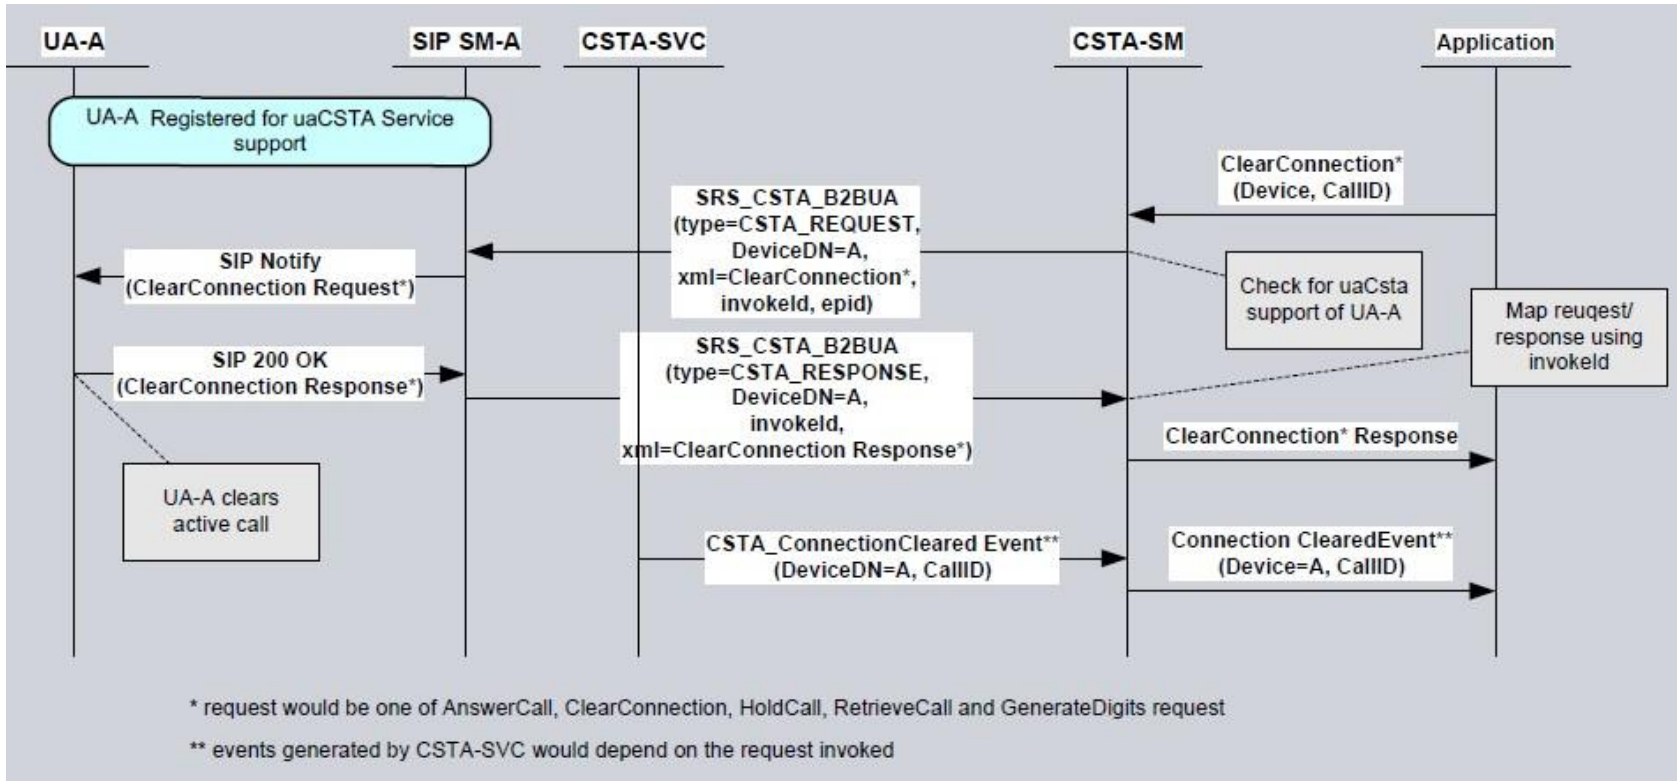 UA-A
SIP SM-A
CSTA-SVC
CSTA-SM
Application
UA-A Registered for uaCSTA Service
support
ClearConnection*
(Device, CallID)
SRS_CSTA_B2BUA
(type=CSTA_REQUEST,
DeviceDN=A,
xml=ClearConnection*,
invokeId, epid)
SIP Notify
(ClearConnection Request*)
Check for uaCsta
support of UA-A
Map reuqest/
response using
invokeId
SIP 200 OK
(ClearConnection Response*)
SRS_CSTA_B2BUA
(type=CSTA_RESPONSE,
DeviceDN=A,
invokeId,
xml=ClearConnection Response*)
ClearConnection* Response
UA-A clears
active call
CSTA_ConnectionCleared Event**
(DeviceDN=A, CallID)
Connection ClearedEvent**
(Device=A, CallID)
* request would be one of AnswerCall, ClearConnection, HoldCall, RetrieveCall and GenerateDigits request
** events generated by CSTA-SVC would depend on the request invoked